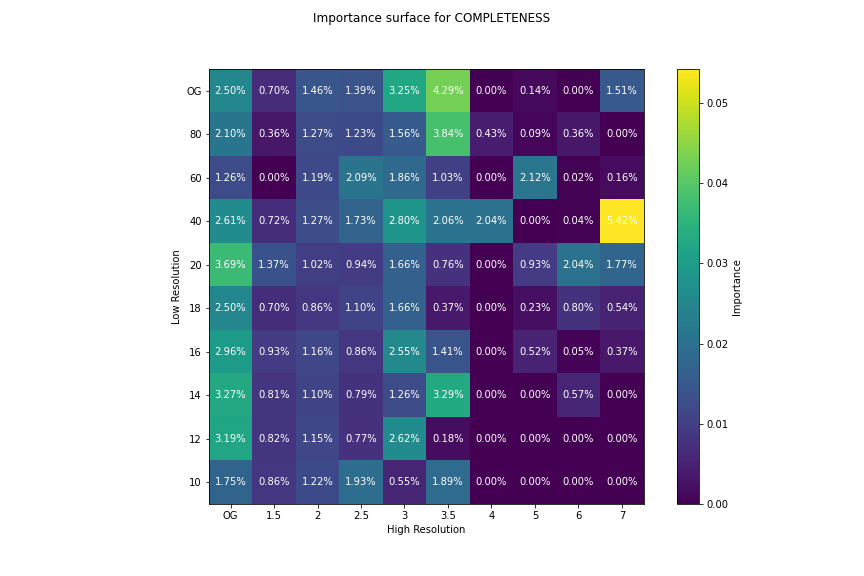 Importance surface for COMPLETENESS
OG 2.50% 0.70% 1.46% 1.39% 3.25% 4.29% 0.00% 0.14% 0.00% 1.51%
80 2.10% 0.36% 1.27% 1.23% 1.56% 3.84% 0.43% 0.09% 0.36% 0.00%
60 1.26% 0.00% 1.19% 2.09% 1.86% 1.03% 0.00% 2.12% 0.02% 0.16%
40 2.61% 0.72% 1.27% 1.73% 2.80% 2.06% 2.04% 0.00% 0.04% 5.42%
20 3.69% 1.37% 1.02% 0.94% 1.66% 0.76% 0.00% 0.93% 2.04% 1.77%
18 2.50% 0.70% 0.86% 1.10% 1.66% 0.37% 0.00% 0.23% 0.80% 0.54%
16 2.96% 0.93% 1.16% 0.86% 2.55% 1.41% 0.00% 0.52% 0.05% 0.37%
14 3.27% 0.81% 1.10% 0.79% 1.26% 3.29% 0.00% 0.00% 0.57% 0.00%
12 3.19% 0.82% 1.15% 0.77% 2.62% 0.18% 0.00% 0.00% 0.00% 0.00%
10 1.75% 0.86% 1.22% 1.93% 0.55% 1.89% 0.00% 0.00% 0.00% 0.00%
OG 1.5 2 2.5 3 3.5 4 5 6 7
High Resolution
Low Resolution
0.05
0.04
0.03
0.02
0.01
0.00
Importance